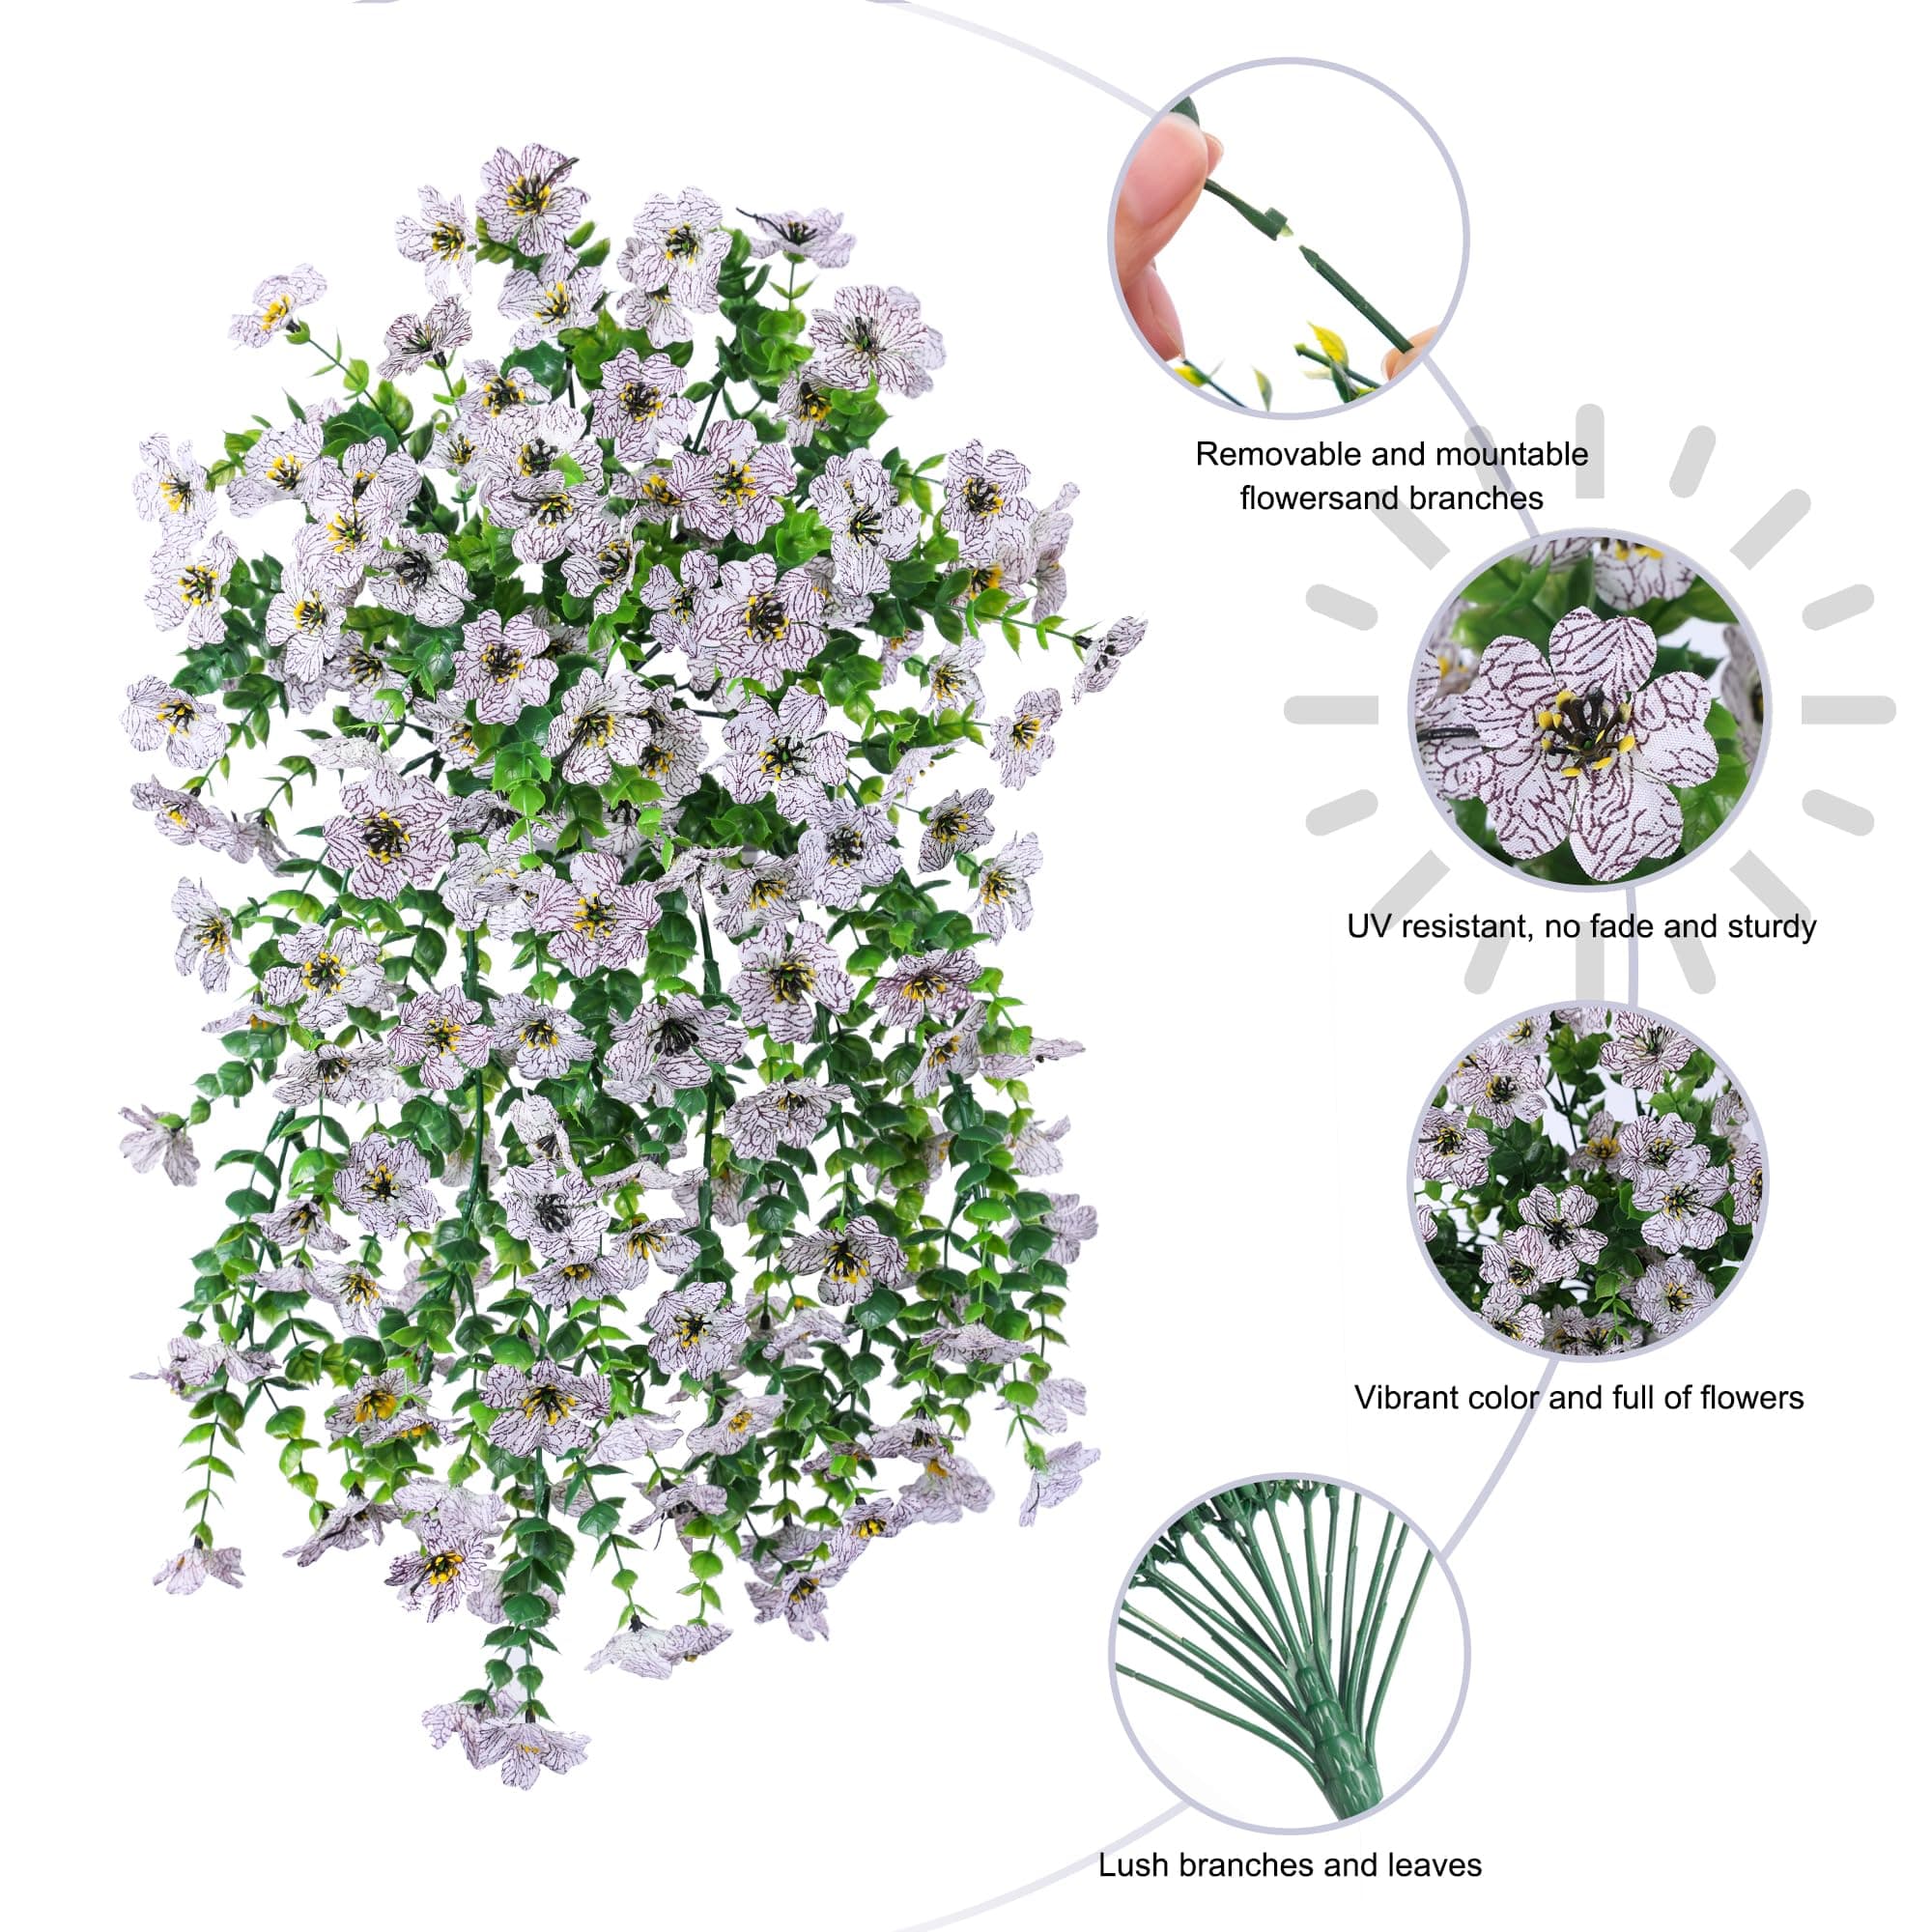 Removable and mountable
flowersand branches
UV resistant, no fade and sturdy
Vibrant color and full of flowers
Lush branches and leaves